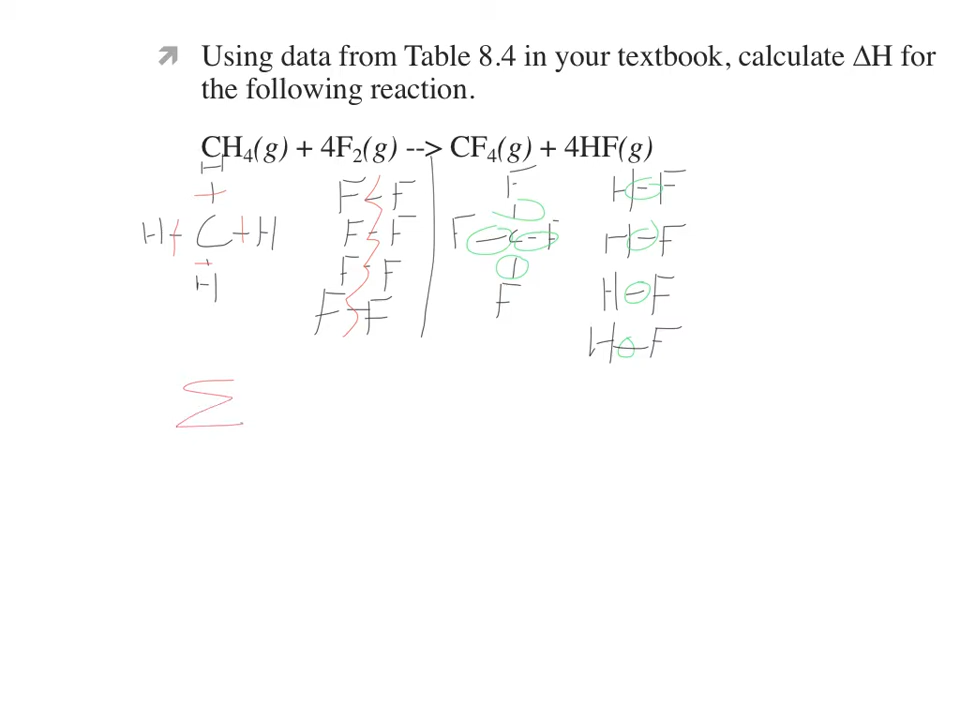 Using data from Table 8.4 in your textbook, calculate ΔH for
the following reaction.
CH₄(g) + 4F₂(g) --> CF₄(g) + 4HF(g)
H
H-C-H
H
F-F
F-F
F-F
F-F
F
F-C-F
F
H-F
H-F
H-F
H-F
Σ